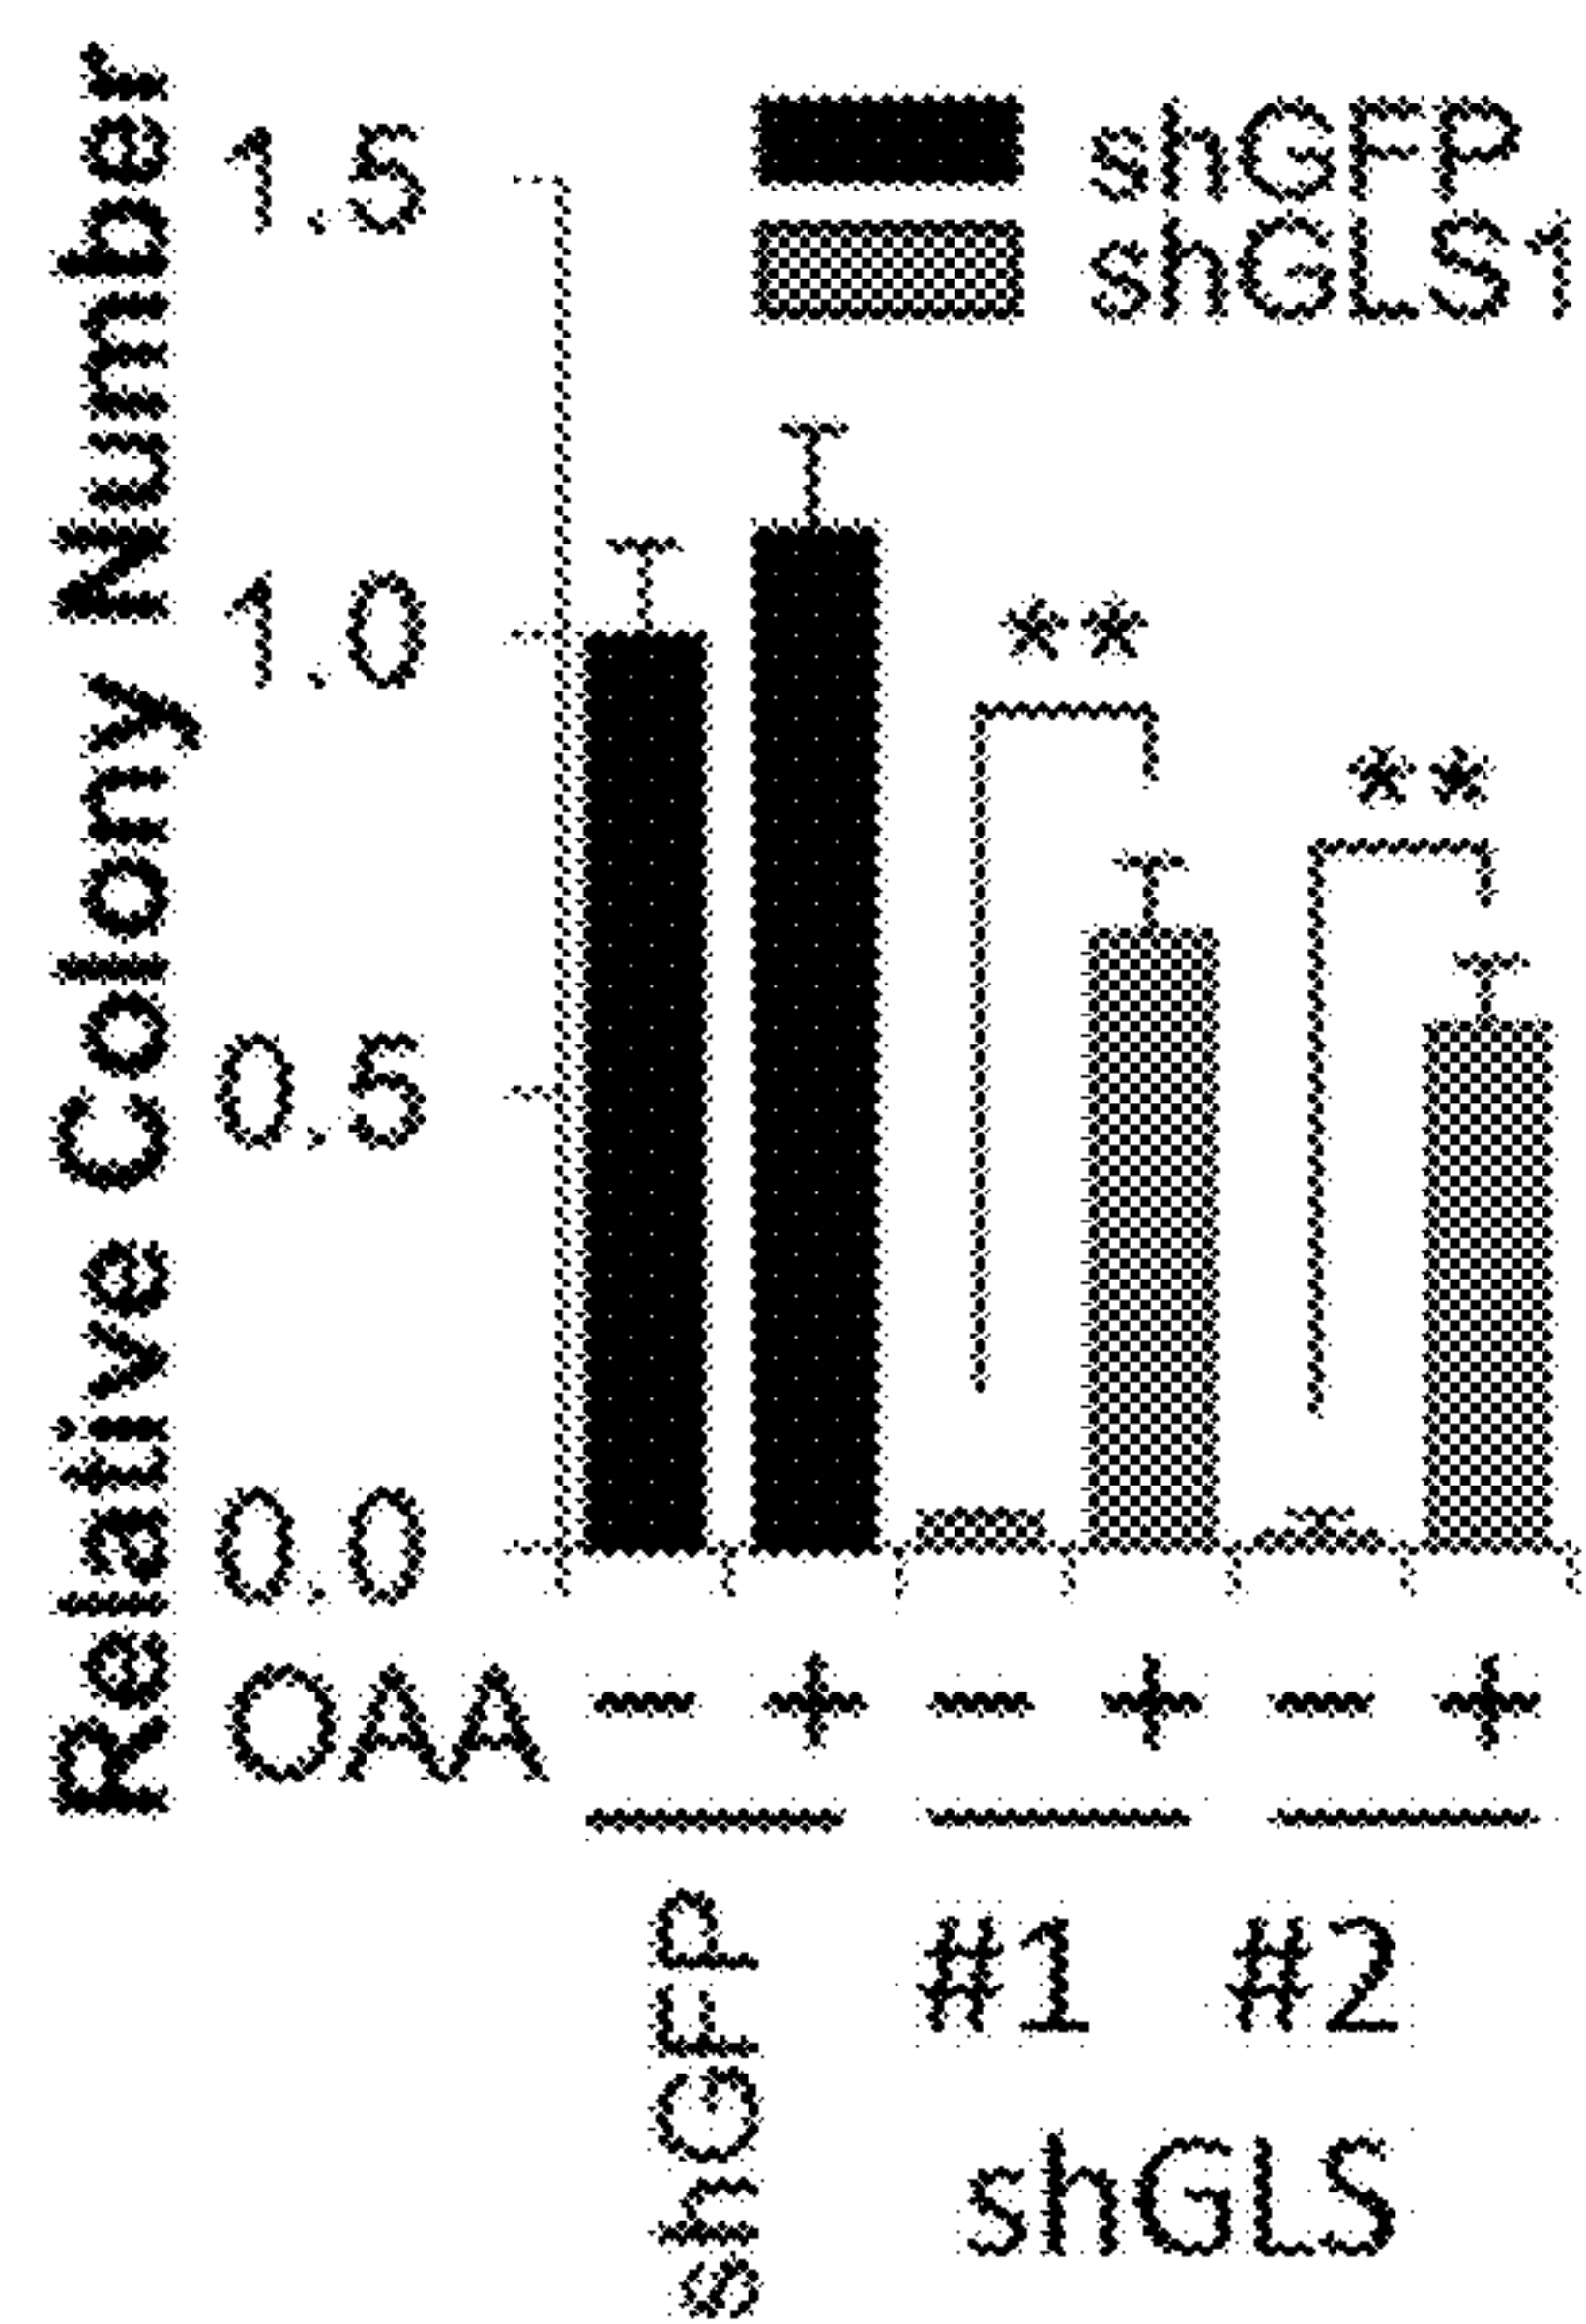 Relative Colony Number
1.5
1.0
0.5
0.0
shGFP
shGLS1
**
**
OAA - + - + - +
shGFP
#1 #2
shGLS